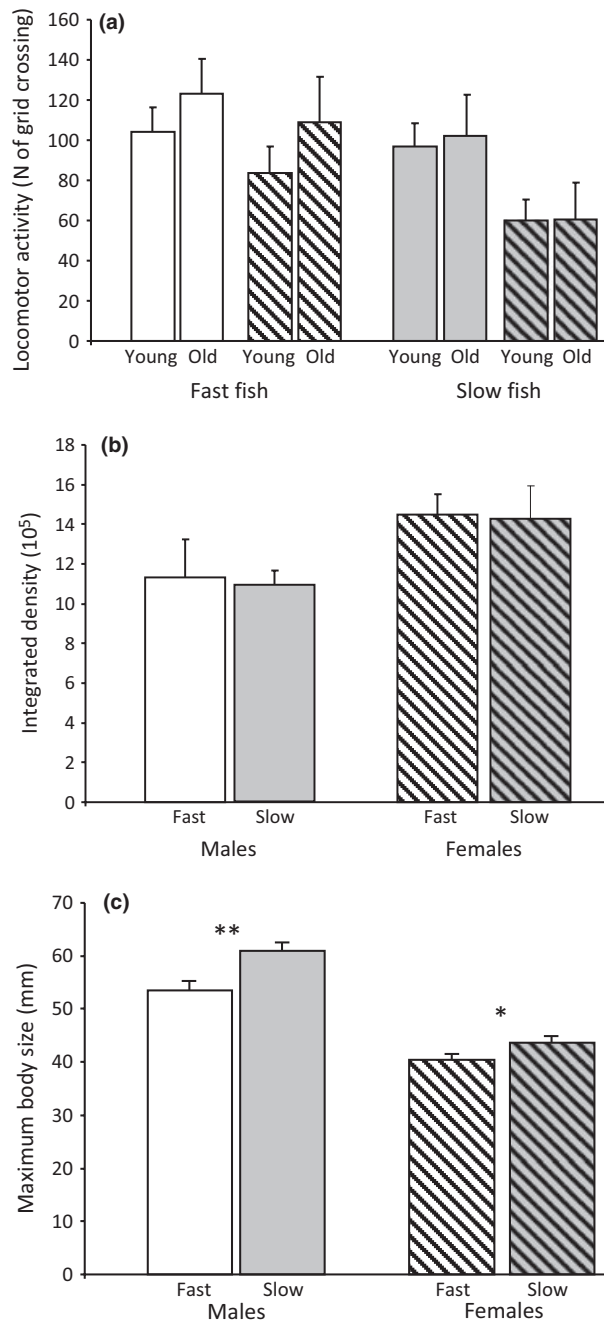 (a)
Locomotor activity (N of grid crossing)
160
140
120
100
80
60
40
20
0
Young Old Young Old Young Old Young Old
Fast fish Slow fish
(b)
Integrated density (10⁵)
18
16
14
12
10
8
6
4
2
0
Fast Slow Fast Slow
Males Females
(c)
Maximum body size (mm)
70
60
50
40
30
20
10
0
**
*
Fast Slow Fast Slow
Males Females